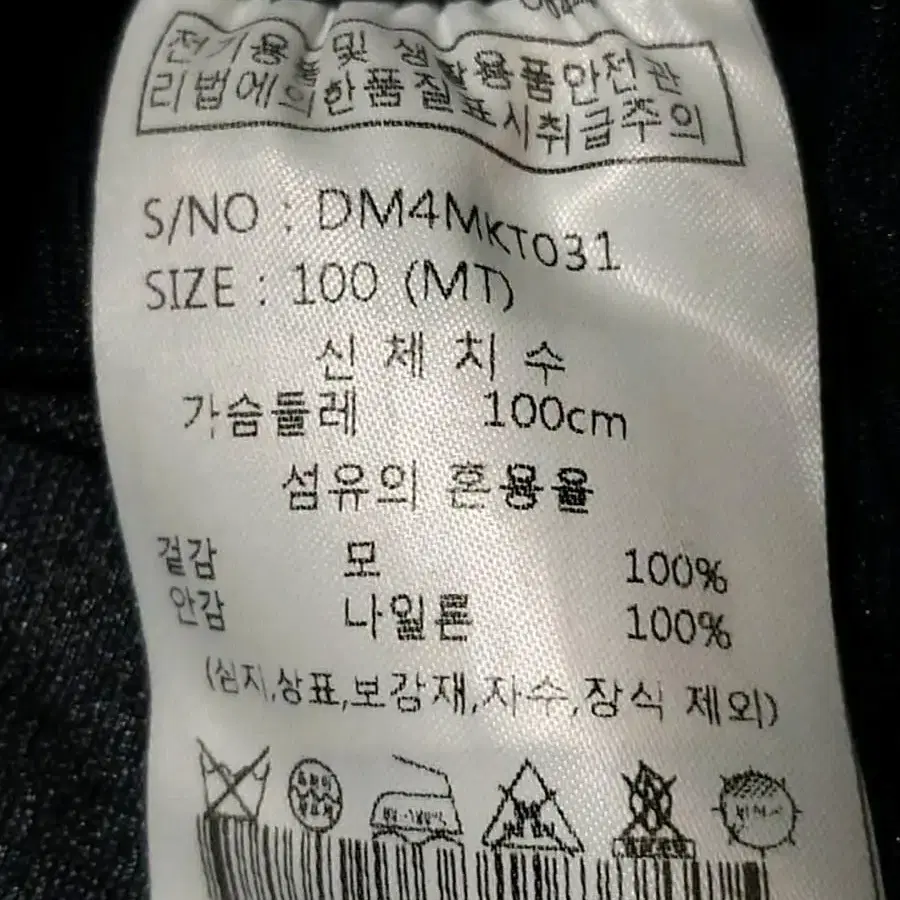 전기용품 및 생활용품안전관
리법에의한품질표시취급주의
S/NO : DM4MKT031
SIZE : 100 (MT)
신 체 치 수
가슴둘레 100cm
섬유의 혼용율
겉감 모 100%
안감 나일론 100%
(심지,상표,보강재,자수,장식 제외)